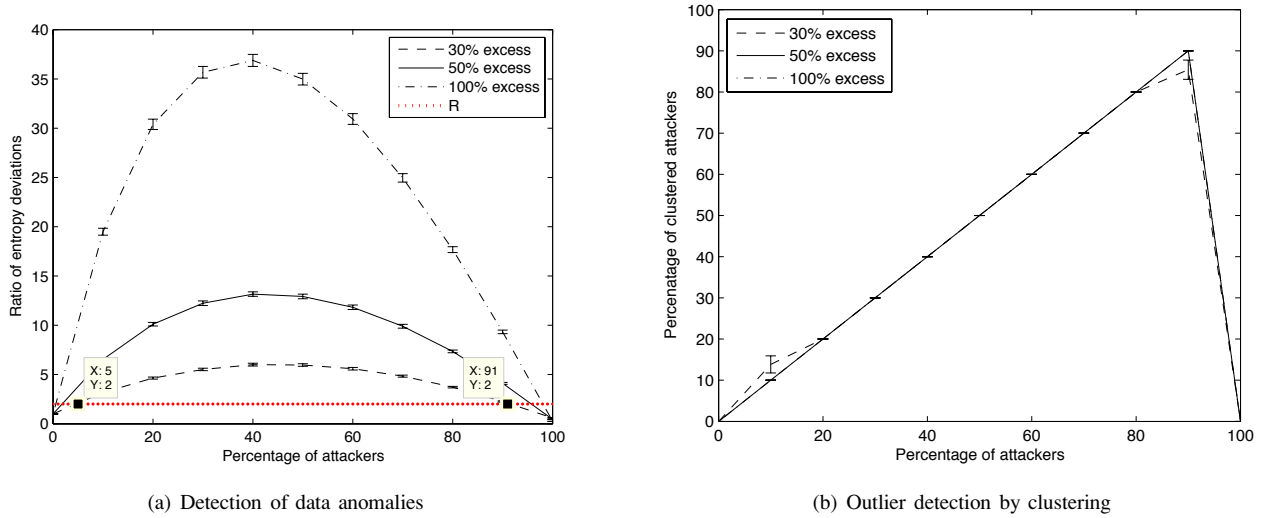 40
35
30
25
20
15
10
5
0
Ratio of entropy deviations
30% excess
50% excess
100% excess
R
X: 5
Y: 2
X: 91
Y: 2
0 20 40 60 80 100
Percentage of attackers
(a) Detection of data anomalies
100
90
80
70
60
50
40
30
20
10
0
Percenatage of clustered attackers
30% excess
50% excess
100% excess
0 20 40 60 80 100
Percentage of attackers
(b) Outlier detection by clustering